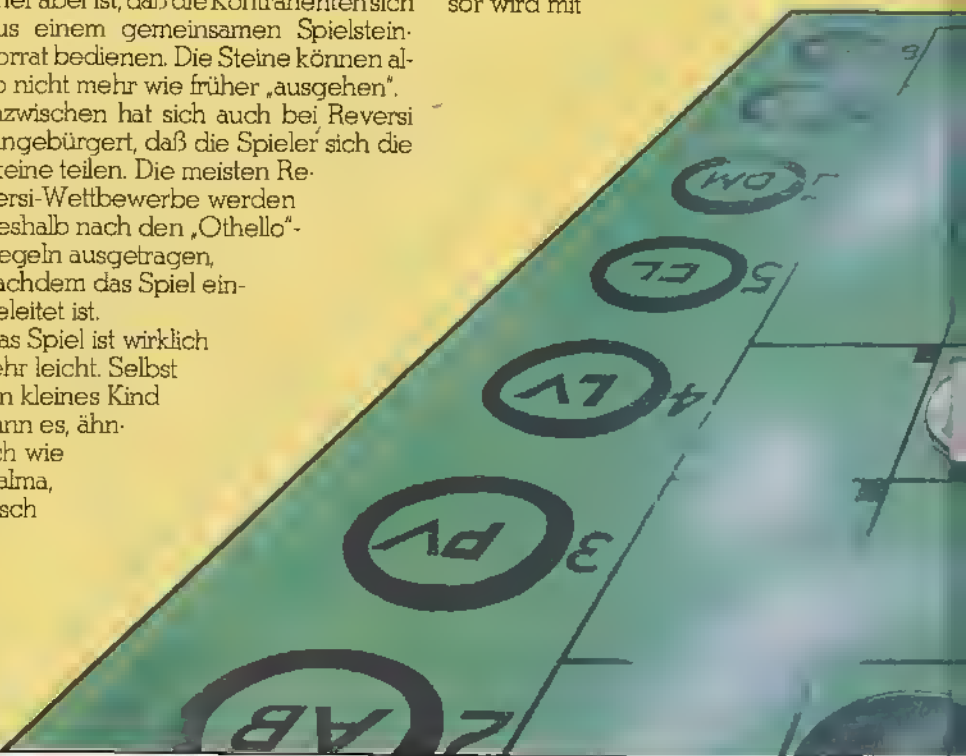 aber ist, daß die Kontrahenten sich
us einem gemeinsamen Spielstein-
orrat bedienen. Die Steine können al-
o nicht mehr wie früher „ausgehen".
zwischen hat sich auch bei Reversi
ngebürgert, daß die Spieler sich die
teine teilen. Die meisten Re-
ersi-Wettbewerbe werden
eshalb nach den „Othello"-
egeln ausgetragen,
achdem das Spiel ein-
eleitet ist.
as Spiel ist wirklich
ehr leicht. Selbst
n kleines Kind
ann es, ähn-
ch wie
alma,
sch
sor wird mit
5
4
3
2